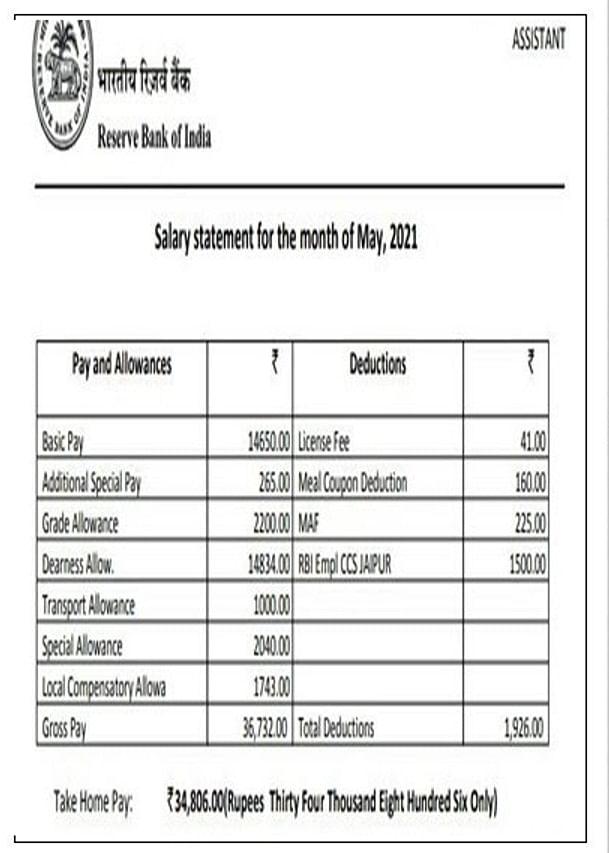 ASSISTANT
भारतीय रिज़र्व बैंक
RESERVE BANK OF INDIA
Reserve Bank of India
Salary statement for the month of May, 2021
Pay and Allowances ₹ Deductions ₹
Basic Pay 14650.00 License Fee 41.00
Additional Special Pay 265.00 Meal Coupon Deduction 160.00
Grade Allowance 2200.00 MAF 225.00
Dearness Allow. 14834.00 RBI Empl CCS JAIPUR 1500.00
Transport Allowance 1000.00
Special Allowance 2040.00
Local Compensatory Allowa 1743.00
Gross Pay 36,732.00 Total Deductions 1,926.00
Take Home Pay: ₹34,806.00(Rupees Thirty Four Thousand Eight Hundred Six Only)